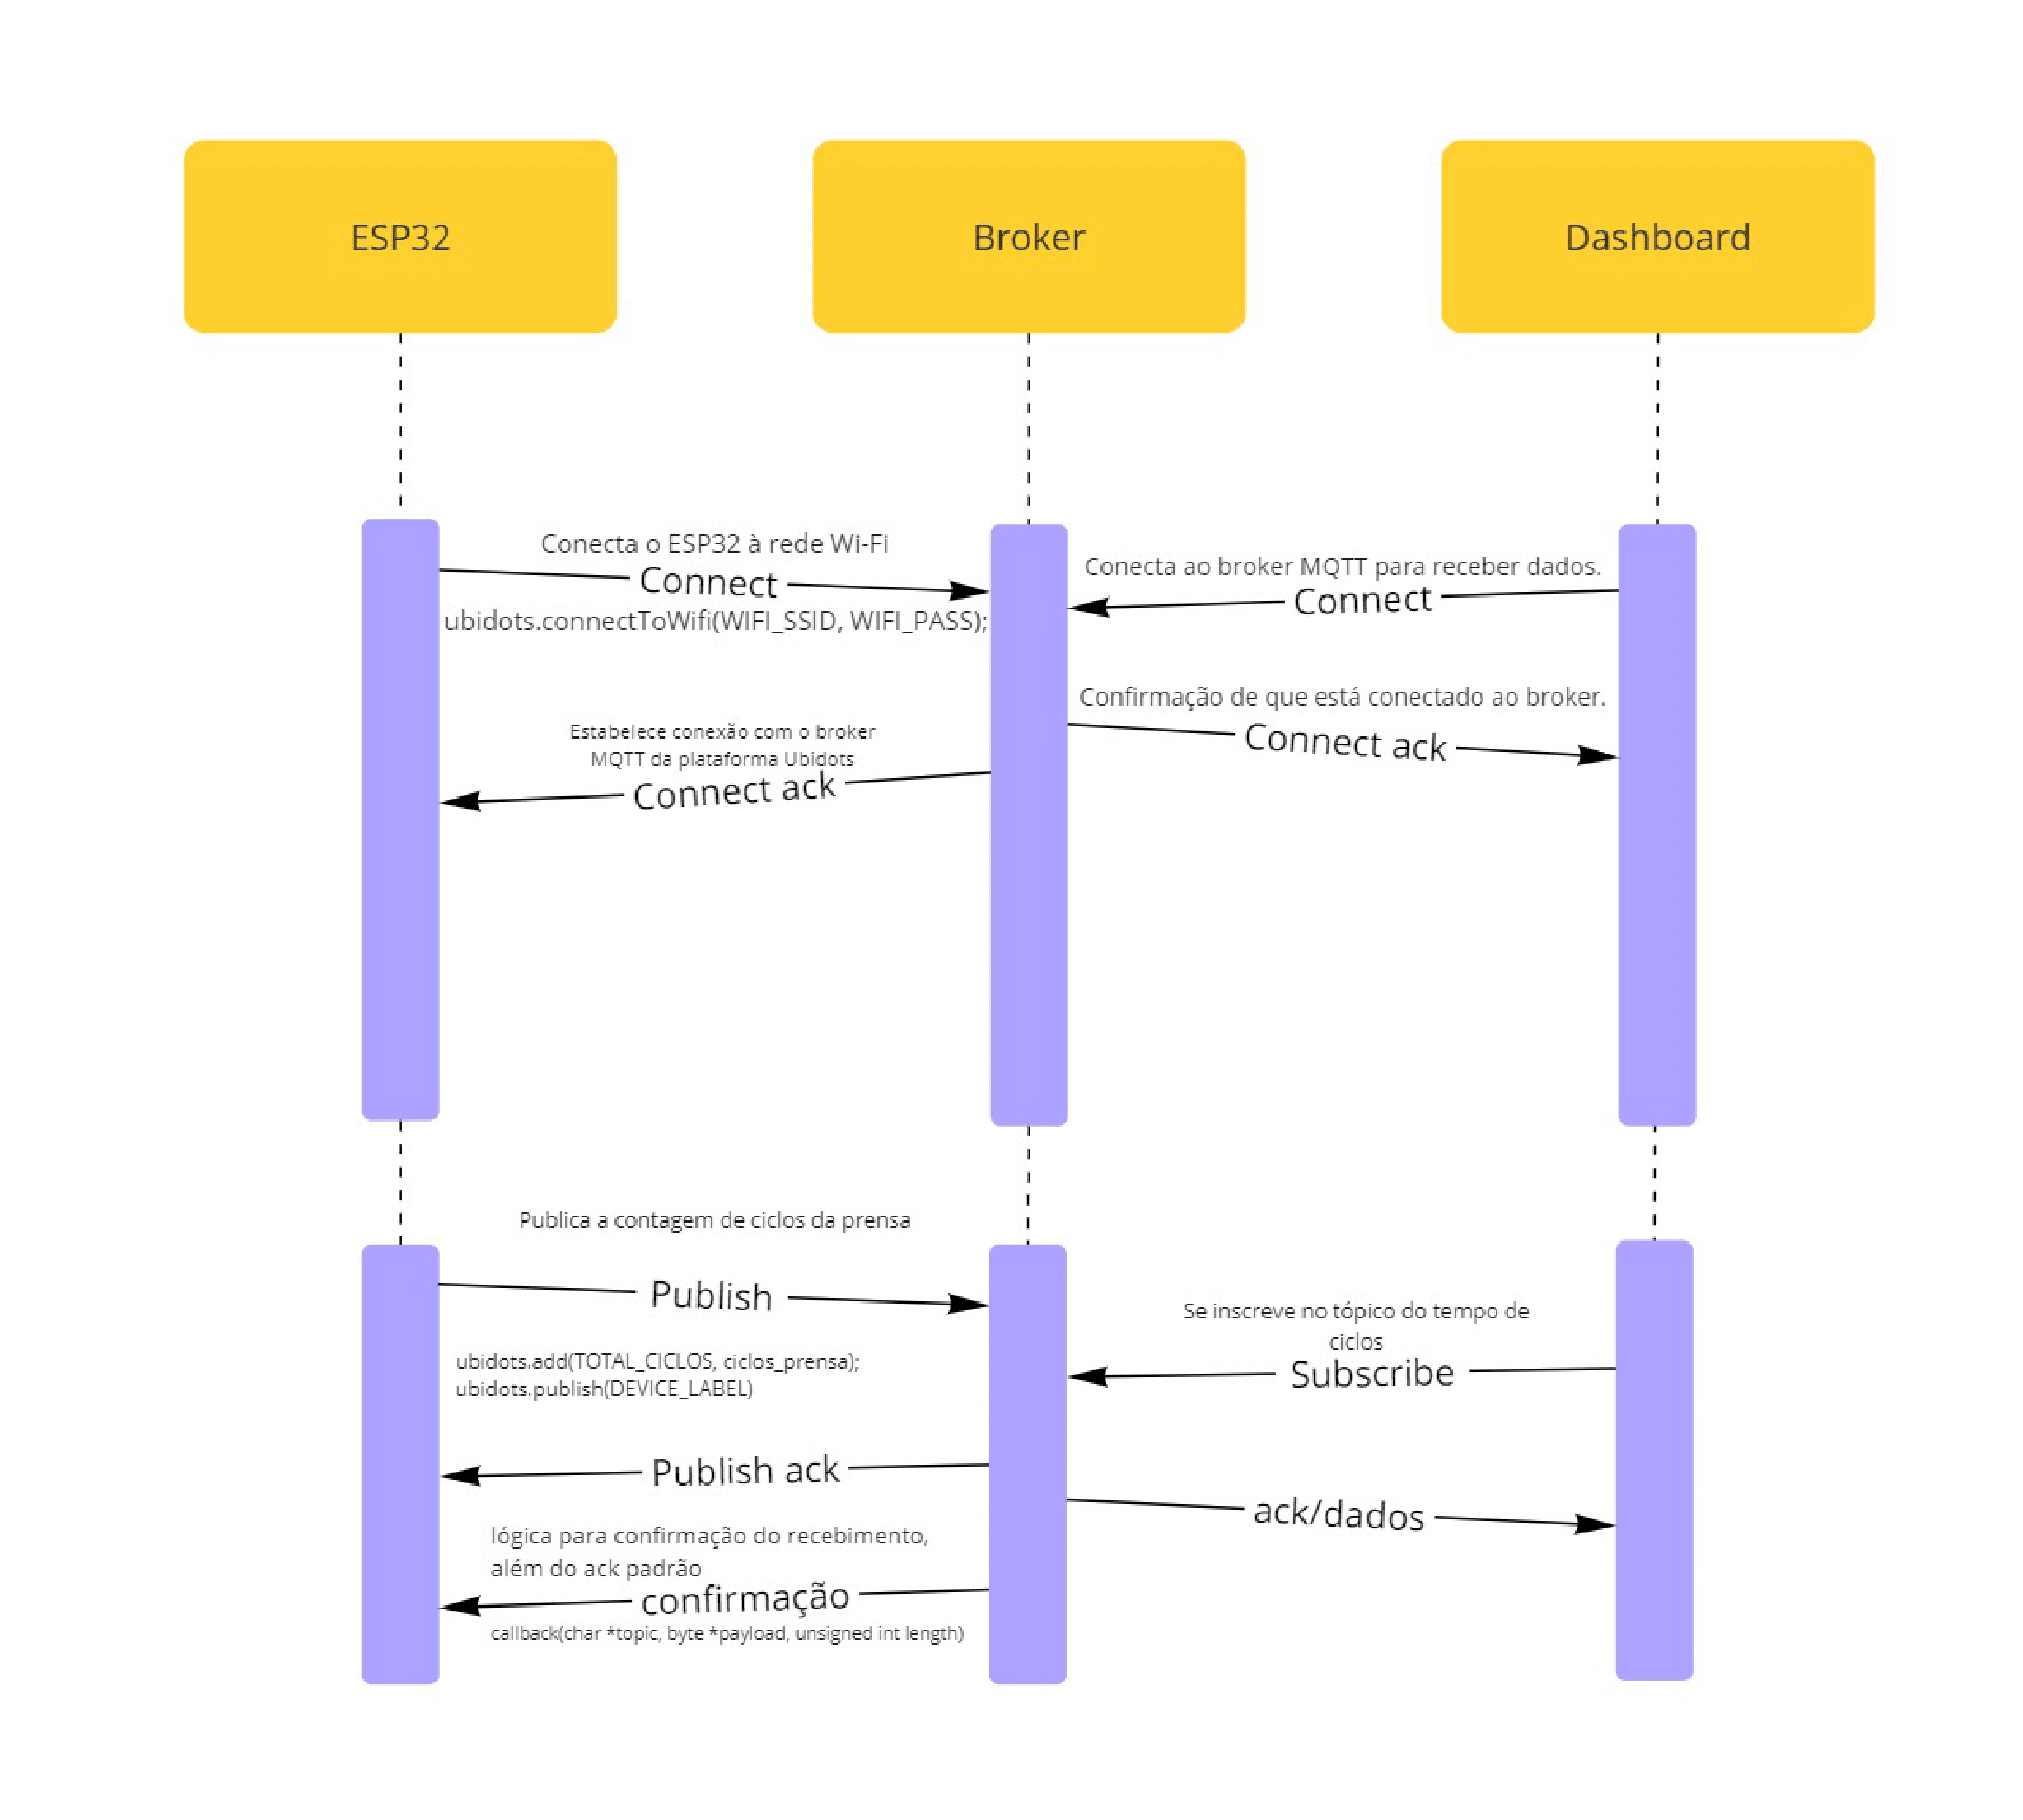 ESP32
Broker
Dashboard
Conecta o ESP32 à rede Wi-Fi
Connect
ubidots.connectToWifi(WIFI_SSID, WIFI_PASS);
Conecta ao broker MQTT para receber dados.
Connect
Confirmação de que está conectado ao broker.
Connect ack
Estabelece conexão com o broker
MQTT da plataforma Ubidots
Connect ack
Publica a contagem de ciclos da prensa
Publish
ubidots.add(TOTAL_CICLOS, ciclos_prensa);
ubidots.publish(DEVICE_LABEL)
Se inscreve no tópico do tempo de
ciclos
Subscribe
Publish ack
ack/dados
lógica para confirmação do recebimento,
além do ack padrão
confirmação
callback(char *topic, byte *payload, unsigned int length)